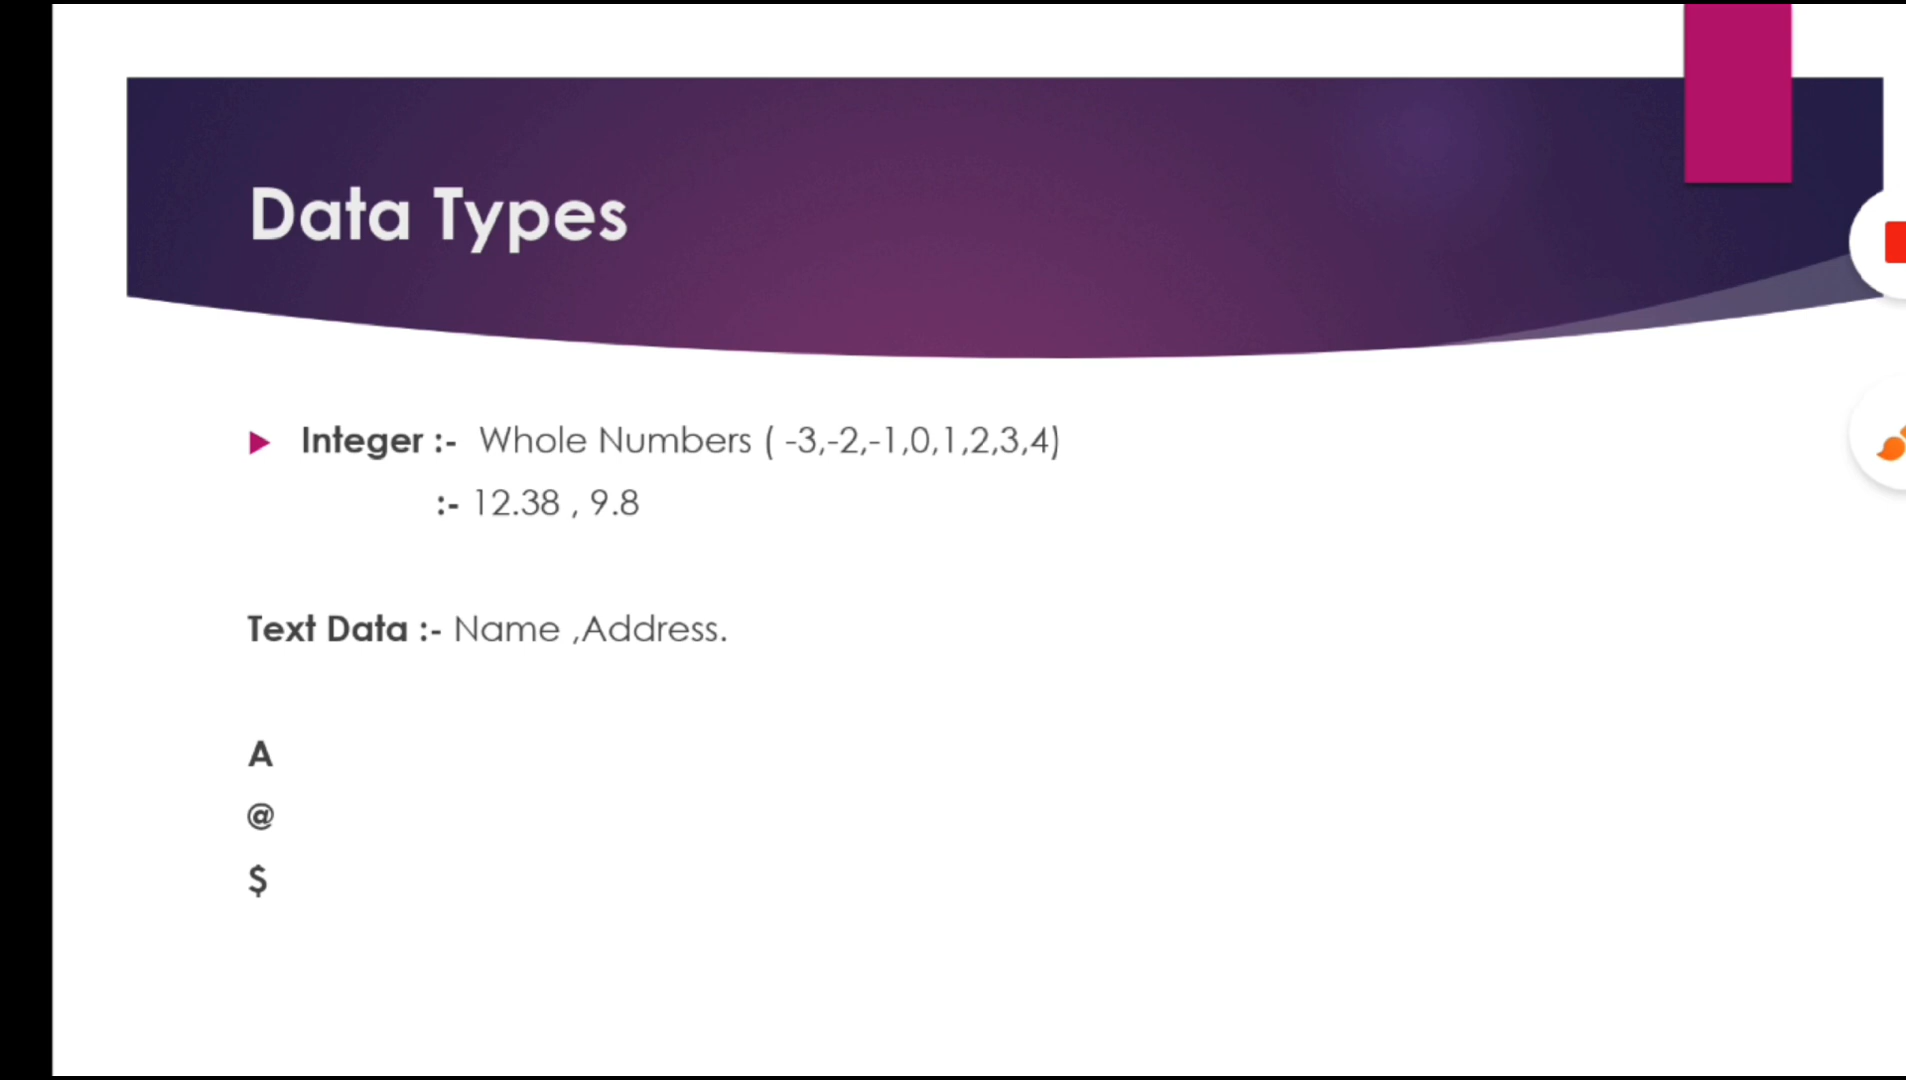 Data Types
Integer :- Whole Numbers ( -3,-2,-1,0,1,2,3,4)
:- 12.38 , 9.8
Text Data :- Name ,Address.
A
@
$